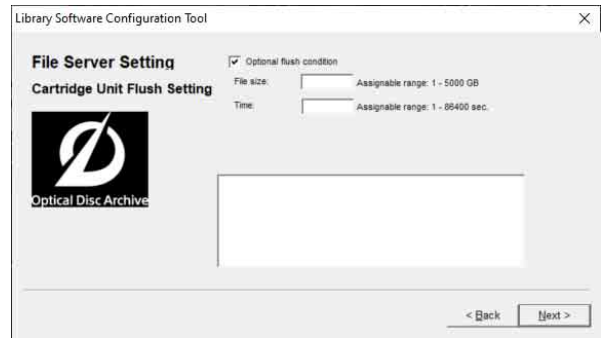 Library Software Configuration Tool
File Server Setting
Cartridge Unit Flush Setting
Optical Disc Archive
Optional flush condition
File size: Assignable range: 1 - 5000 GB
Time: Assignable range: 1 - 86400 sec.
< Back Next >